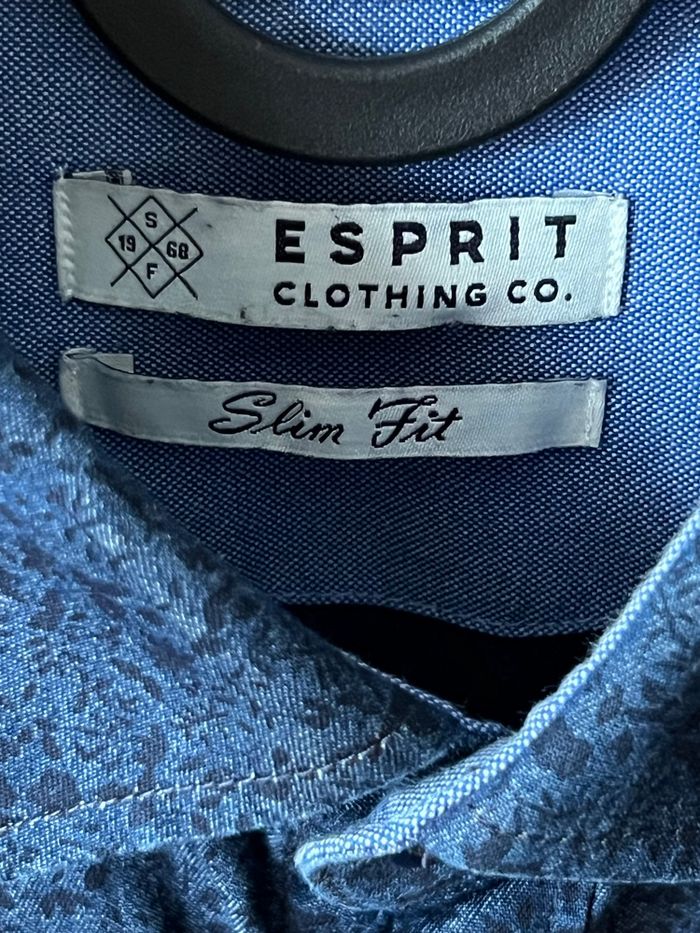 S
19 68
F
ESPRIT
CLOTHING CO.
Slim Fit